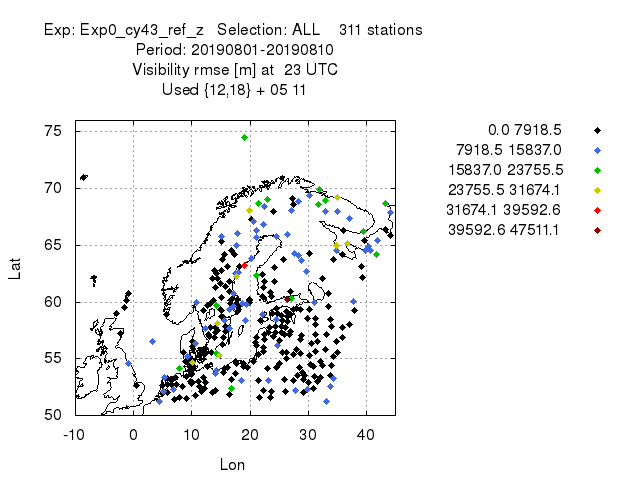 Exp: Exp0_cy43_ref_z   Selection: ALL    311 stations
Period: 20190801-20190810
Visibility rmse [m] at  23 UTC
Used {12,18} + 05 11
0.0 7918.5
7918.5 15837.0
15837.0 23755.5
23755.5 31674.1
31674.1 39592.6
39592.6 47511.1
75
70
65
60
55
50
Lat
-10 0 10 20 30 40
Lon